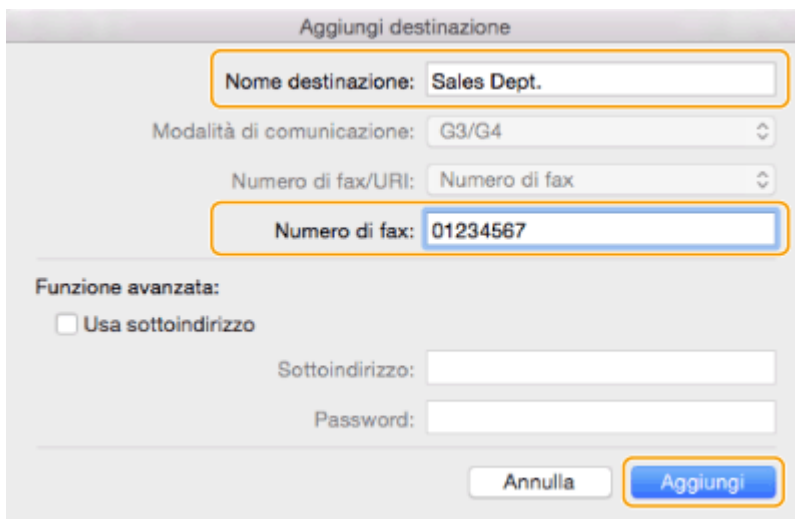 Aggiungi destinazione
Nome destinazione: Sales Dept.
Modalità di comunicazione: G3/G4
Numero di fax/URI: Numero di fax
Numero di fax: 01234567
Funzione avanzata:
Usa sottoindirizzo
Sottoindirizzo:
Password:
Annulla Aggiungi